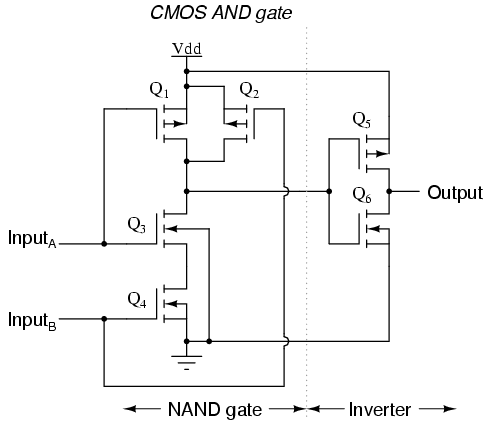 CMOS AND gate
Vdd
Q1
Q2
Q5
Q6
Output
Q3
InputA
Q4
InputB
NAND gate
Inverter